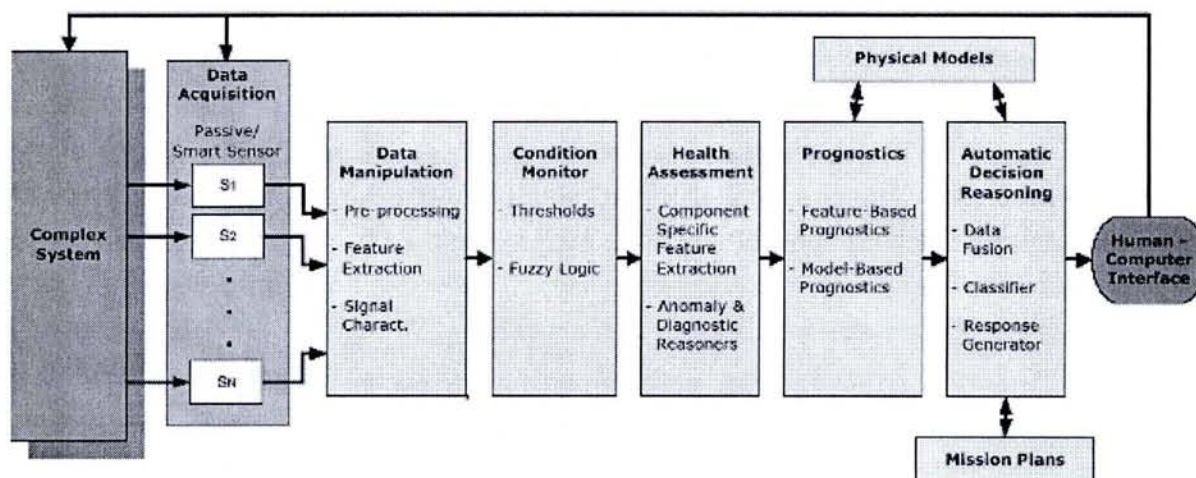 Complex
System
Data
Acquisition
Passive/
Smart Sensor
S1
S2
SN
Data
Manipulation
- Pre-processing
- Feature
Extraction
- Signal
Charact.
Condition
Monitor
- Thresholds
- Fuzzy Logic
Health
Assessment
- Component
Specific
Feature
Extraction
- Anomaly &
Diagnostic
Reasoners
Physical Models
Prognostics
- Feature-Based
Prognostics
- Model-Based
Prognostics
Automatic
Decision
Reasoning
- Data
Fusion
- Classifier
- Response
Generator
Mission Plans
Human -
Computer
Interface